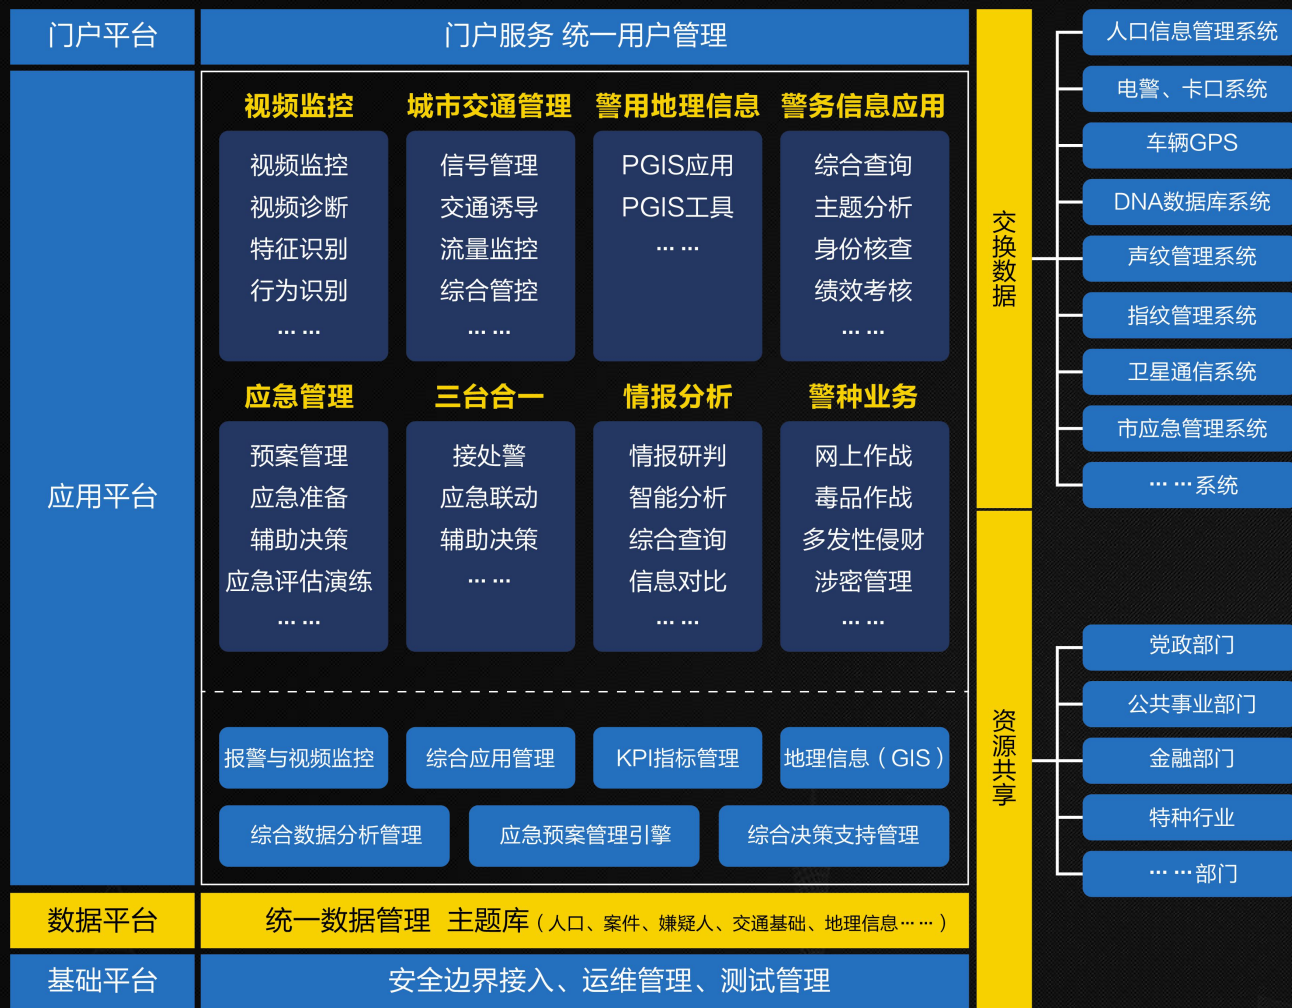 门户平台
门户服务 统一用户管理
应用平台
视频监控
视频监控
视频诊断
特征识别
行为识别
... ...
城市交通管理
信号管理
交通诱导
流量监控
综合管控
... ...
警用地理信息
PGIS应用
PGIS工具
... ...
警务信息应用
综合查询
主题分析
身份核查
绩效考核
... ...
应急管理
预案管理
应急准备
辅助决策
应急评估演练
... ...
三台合一
接处警
应急联动
辅助决策
... ...
情报分析
情报研判
智能分析
综合查询
信息对比
... ...
警种业务
网上作战
毒品作战
多发性侵财
涉密管理
... ...
报警与视频监控
综合应用管理
KPI指标管理
地理信息（GIS）
综合数据分析管理
应急预案管理引擎
综合决策支持管理
数据平台
统一数据管理 主题库（人口、案件、嫌疑人、交通基础、地理信息... ...）
基础平台
安全边界接入、运维管理、测试管理
交换数据
人口信息管理系统
电警、卡口系统
车辆GPS
DNA数据库系统
声纹管理系统
指纹管理系统
卫星通信系统
市应急管理系统
... ...系统
资源共享
党政部门
公共事业部门
金融部门
特种行业
... ...部门